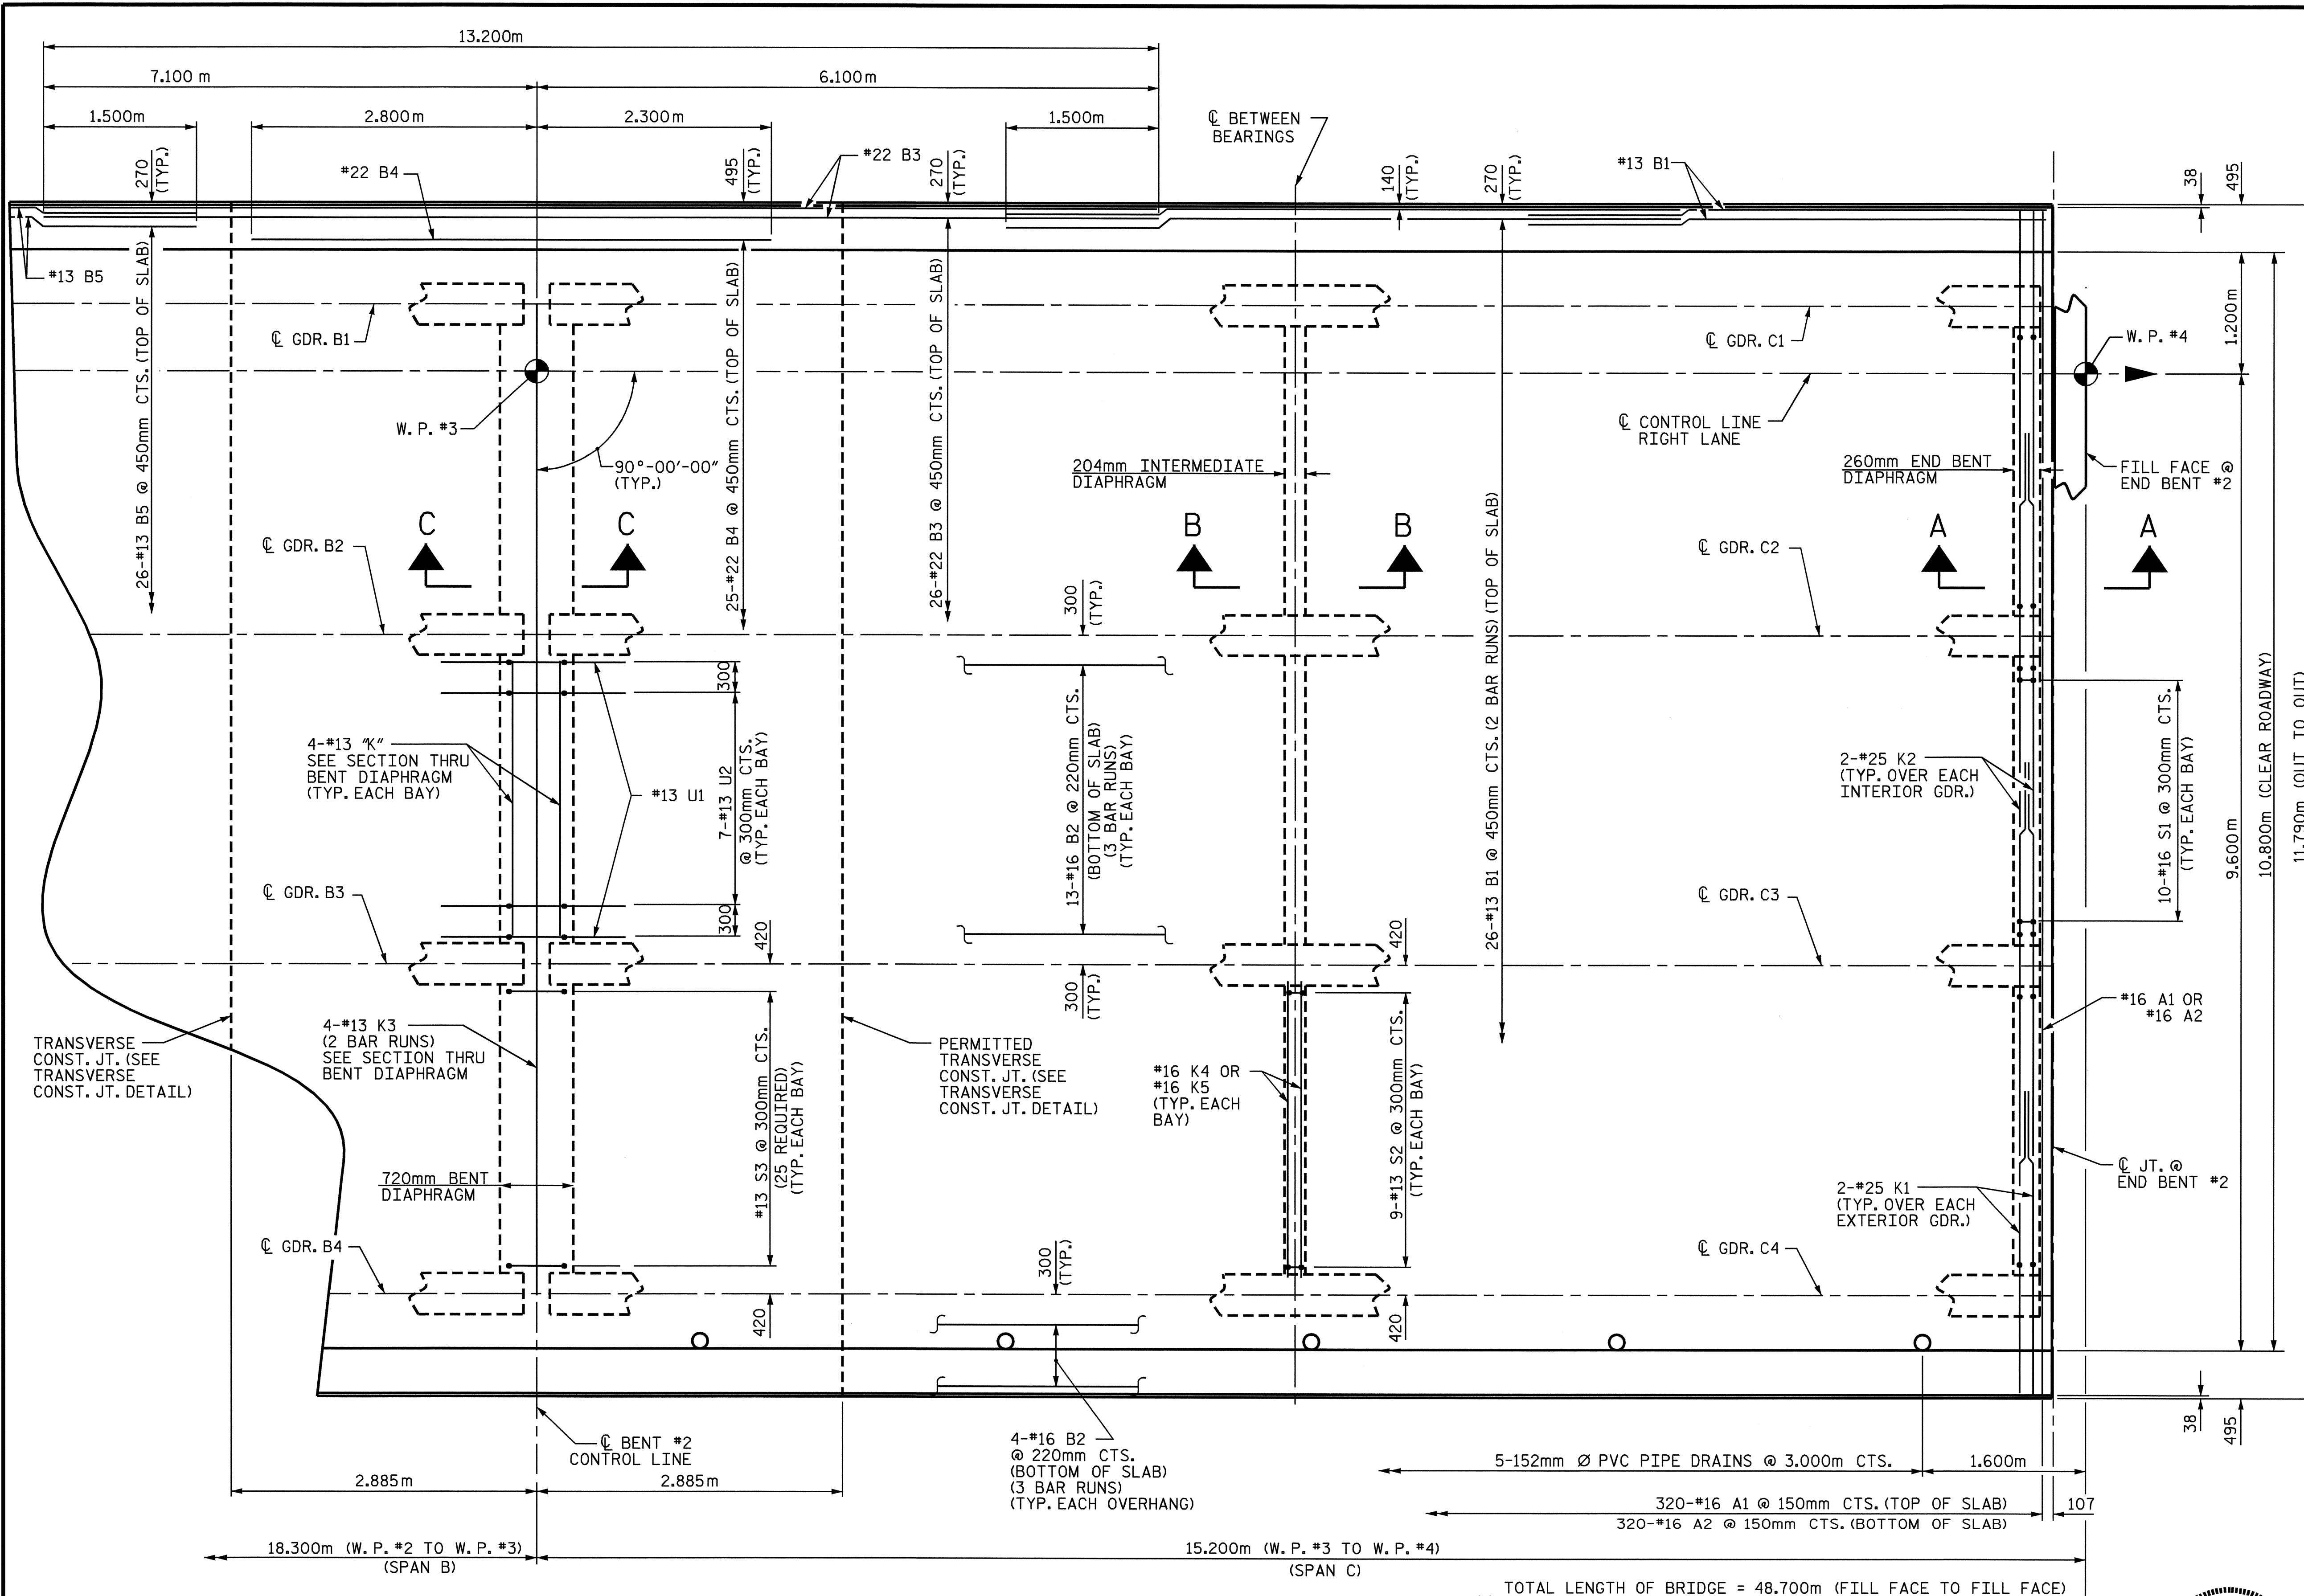 13.200m
7.100 m
6.100m
1.500m
2.800m
2.300m
1.500m
℄ BETWEEN
BEARINGS
270
(TYP.)
#22 B4
495
(TYP.)
#22 B3
270
(TYP.)
140
(TYP.)
270
(TYP.)
#13 B1
38
495
#13 B5
26-#13 B5 @ 450mm CTS. (TOP OF SLAB)
25-#22 B4 @ 450mm CTS. (TOP OF SLAB)
26-#22 B3 @ 450mm CTS. (TOP OF SLAB)
26-#13 B1 @ 450mm CTS. (2 BAR RUNS) (TOP OF SLAB)
℄ GDR. B1
℄ GDR. C1
1.200m
W. P. #4
W. P. #3
℄ CONTROL LINE
RIGHT LANE
90°-00'-00"
(TYP.)
204mm INTERMEDIATE
DIAPHRAGM
260mm END BENT
DIAPHRAGM
FILL FACE @
END BENT #2
C
C
B
B
A
A
℄ GDR. B2
℄ GDR. C2
300
(TYP.)
300
4-#13 "K"
SEE SECTION THRU
BENT DIAPHRAGM
(TYP. EACH BAY)
#13 U1
7-#13 U2
@ 300mm CTS.
(TYP. EACH BAY)
13-#16 B2 @ 220mm CTS.
(BOTTOM OF SLAB)
(3 BAR RUNS)
(TYP. EACH BAY)
2-#25 K2
(TYP. OVER EACH
INTERIOR GDR.)
10-#16 S1 @ 300mm CTS.
(TYP. EACH BAY)
9.600m
10.800m (CLEAR ROADWAY)
11.790m (OUT TO OUT)
℄ GDR. B3
300
420
420
℄ GDR. C3
300
(TYP.)
TRANSVERSE
CONST. JT. (SEE
TRANSVERSE
CONST. JT. DETAIL)
4-#13 K3
(2 BAR RUNS)
SEE SECTION THRU
BENT DIAPHRAGM
#13 S3 @ 300mm CTS.
(25 REQUIRED)
(TYP. EACH BAY)
PERMITTED
TRANSVERSE
CONST. JT. (SEE
TRANSVERSE
CONST. JT. DETAIL)
#16 K4 OR
#16 K5
(TYP. EACH
BAY)
9-#13 S2 @ 300mm CTS.
(TYP. EACH BAY)
#16 A1 OR
#16 A2
720mm BENT
DIAPHRAGM
2-#25 K1
(TYP. OVER EACH
EXTERIOR GDR.)
℄ JT. @
END BENT #2
℄ GDR. B4
300
(TYP.)
℄ GDR. C4
420
420
38
495
℄ BENT #2
CONTROL LINE
4-#16 B2
@ 220mm CTS.
(BOTTOM OF SLAB)
(3 BAR RUNS)
(TYP. EACH OVERHANG)
2.885m
2.885m
5-152mm Ø PVC PIPE DRAINS @ 3.000m CTS.
1.600m
320-#16 A1 @ 150mm CTS. (TOP OF SLAB)
320-#16 A2 @ 150mm CTS. (BOTTOM OF SLAB)
107
18.300m (W. P. #2 TO W. P. #3)
(SPAN B)
15.200m (W. P. #3 TO W. P. #4)
(SPAN C)
TOTAL LENGTH OF BRIDGE = 48.700m (FILL FACE TO FILL FACE)